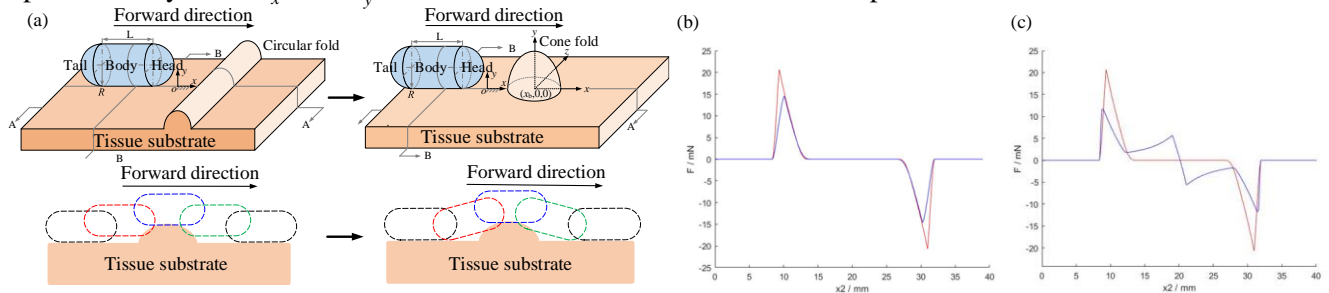 (a)
Forward direction
L
B
Circular fold
Tail
Body
Head
y
x
o
R
A
A
Tissue substrate
B
Forward direction
L
B
y
Cone fold
z
Tail
Body
Head
y
x
o
R
(xb,0,0)
x
A
A
Tissue substrate
B
Forward direction
Tissue substrate
Forward direction
Tissue substrate
(b)
25
20
15
10
5
0
-5
-10
-15
-20
-25
F / mN
0
5
10
15
20
25
30
35
40
x2 / mm
(c)
25
20
15
10
5
0
-5
-10
-15
-20
-25
F / mN
0
5
10
15
20
25
30
35
40
x2 / mm